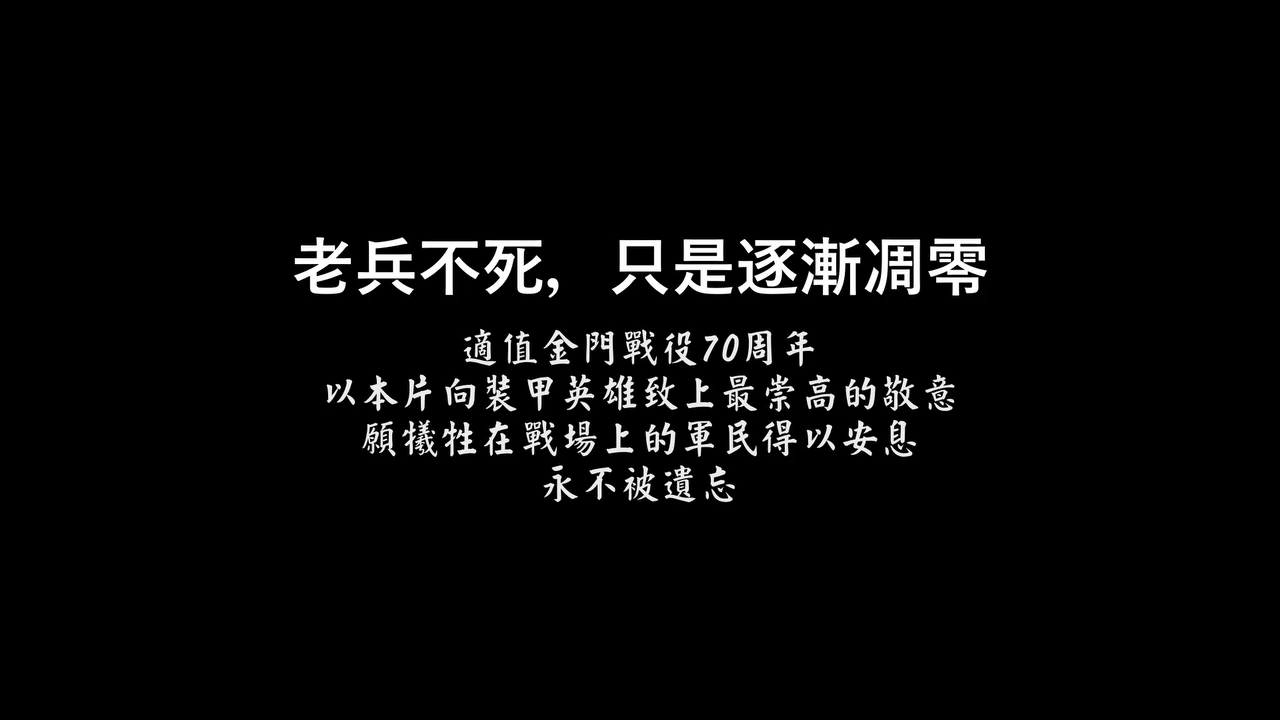 老兵不死，只是逐漸凋零
適值金門戰役70周年
以本片向裝甲英雄致上最崇高的敬意
願犧牲在戰場上的軍民得以安息
永不被遺忘